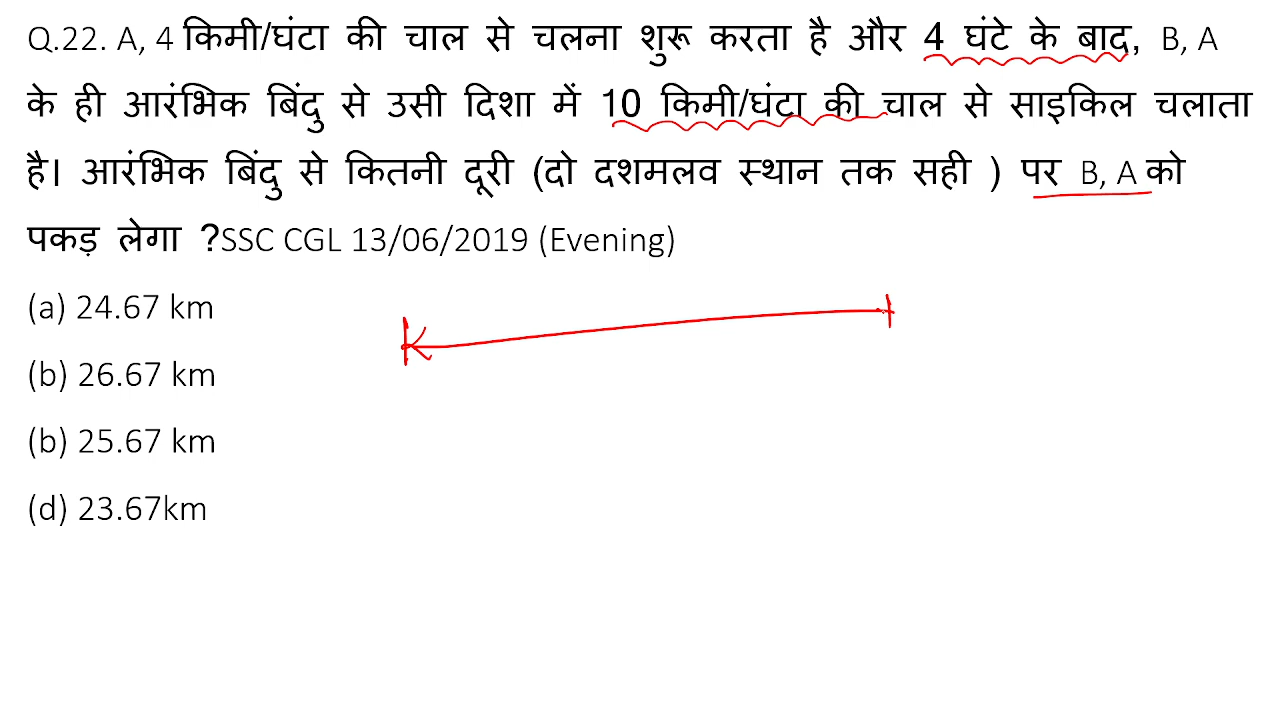 Q.22. A, 4 किमी/घंटा की चाल से चलना शुरू करता है और 4 घंटे के बाद, B, A
के ही आरंभिक बिंदु से उसी दिशा में 10 किमी/घंटा की चाल से साइकिल चलाता
है। आरंभिक बिंदु से कितनी दूरी (दो दशमलव स्थान तक सही ) पर B, A को
पकड़ लेगा ?SSC CGL 13/06/2019 (Evening)
(a) 24.67 km
(b) 26.67 km
(b) 25.67 km
(d) 23.67km